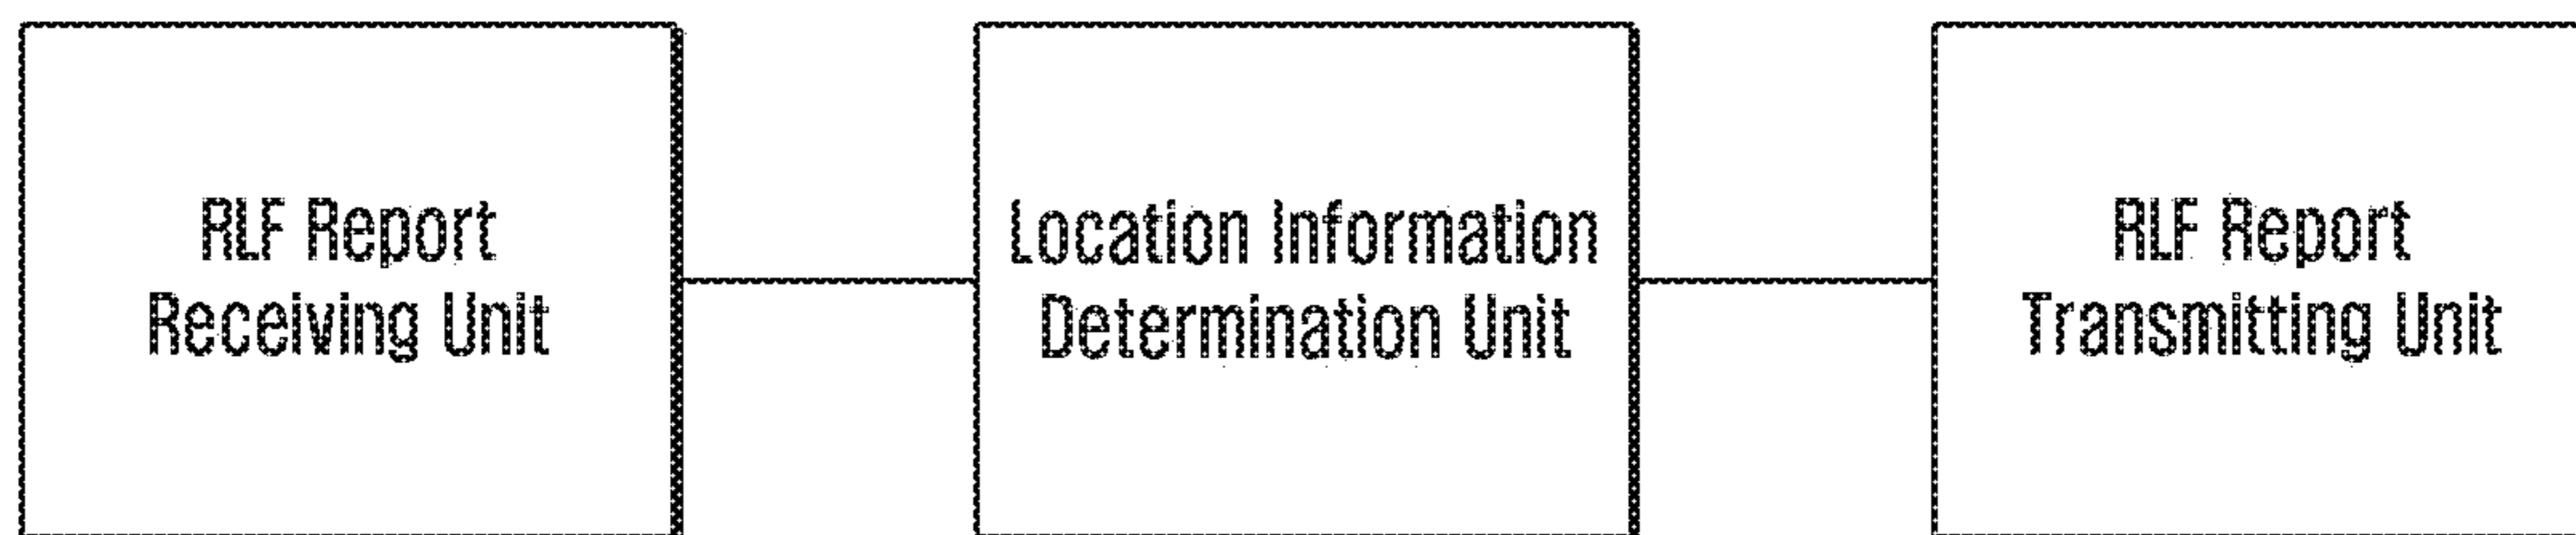 RLF Report
Receiving Unit
Location Information
Determination Unit
RLF Report
Transmitting Unit